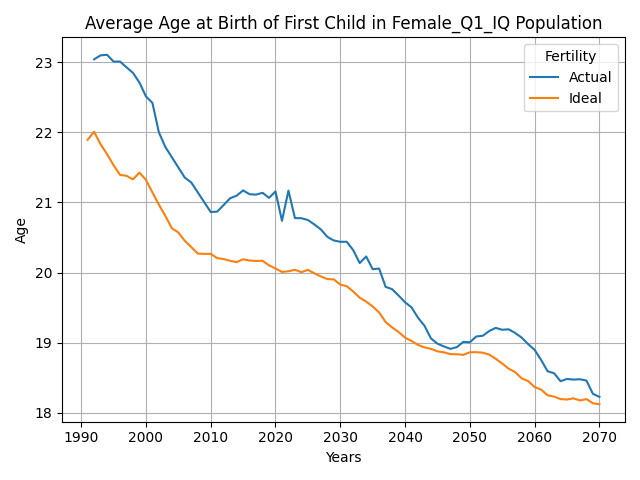 Average Age at Birth of First Child in Female_Q1_IQ Population
Fertility
Actual
Ideal
Age
23
22
21
20
19
18
1990 2000 2010 2020 2030 2040 2050 2060 2070
Years